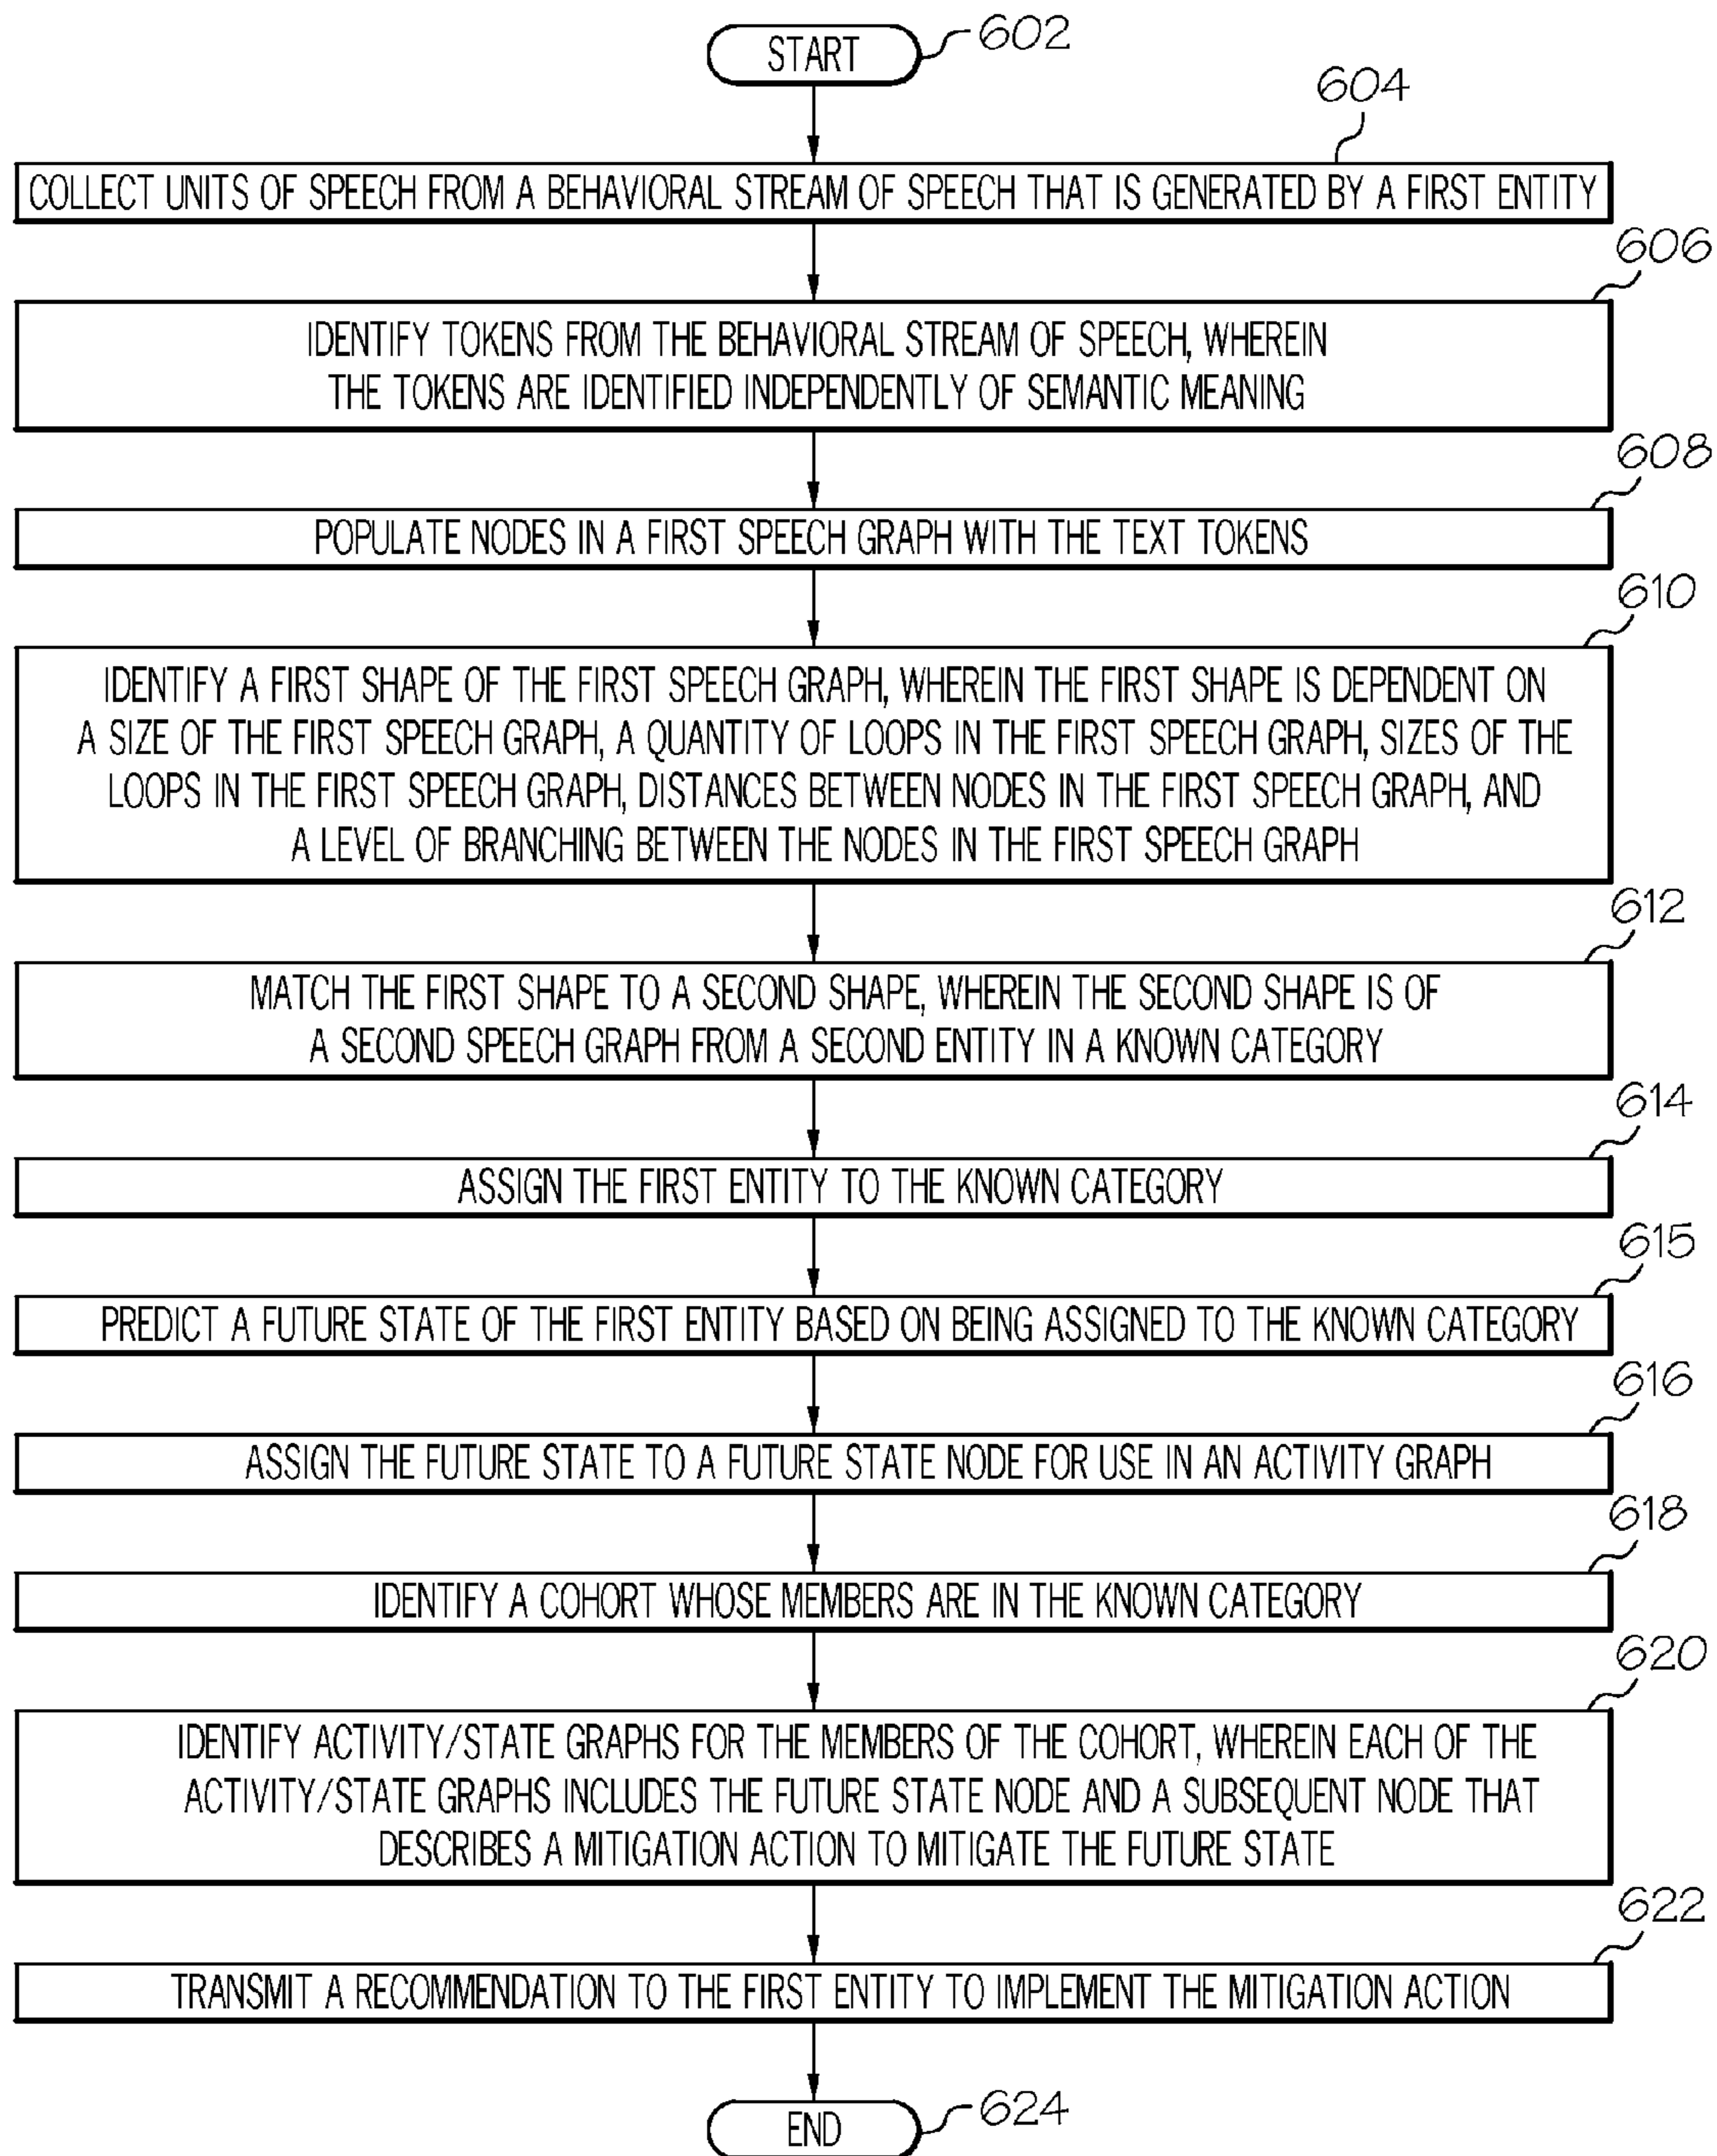 START
602
604
COLLECT UNITS OF SPEECH FROM A BEHAVIORAL STREAM OF SPEECH THAT IS GENERATED BY A FIRST ENTITY
606
IDENTIFY TOKENS FROM THE BEHAVIORAL STREAM OF SPEECH, WHEREIN
THE TOKENS ARE IDENTIFIED INDEPENDENTLY OF SEMANTIC MEANING
608
POPULATE NODES IN A FIRST SPEECH GRAPH WITH THE TEXT TOKENS
610
IDENTIFY A FIRST SHAPE OF THE FIRST SPEECH GRAPH, WHEREIN THE FIRST SHAPE IS DEPENDENT ON
A SIZE OF THE FIRST SPEECH GRAPH, A QUANTITY OF LOOPS IN THE FIRST SPEECH GRAPH, SIZES OF THE
LOOPS IN THE FIRST SPEECH GRAPH, DISTANCES BETWEEN NODES IN THE FIRST SPEECH GRAPH, AND
A LEVEL OF BRANCHING BETWEEN THE NODES IN THE FIRST SPEECH GRAPH
612
MATCH THE FIRST SHAPE TO A SECOND SHAPE, WHEREIN THE SECOND SHAPE IS OF
A SECOND SPEECH GRAPH FROM A SECOND ENTITY IN A KNOWN CATEGORY
614
ASSIGN THE FIRST ENTITY TO THE KNOWN CATEGORY
615
PREDICT A FUTURE STATE OF THE FIRST ENTITY BASED ON BEING ASSIGNED TO THE KNOWN CATEGORY
616
ASSIGN THE FUTURE STATE TO A FUTURE STATE NODE FOR USE IN AN ACTIVITY GRAPH
618
IDENTIFY A COHORT WHOSE MEMBERS ARE IN THE KNOWN CATEGORY
620
IDENTIFY ACTIVITY/STATE GRAPHS FOR THE MEMBERS OF THE COHORT, WHEREIN EACH OF THE
ACTIVITY/STATE GRAPHS INCLUDES THE FUTURE STATE NODE AND A SUBSEQUENT NODE THAT
DESCRIBES A MITIGATION ACTION TO MITIGATE THE FUTURE STATE
622
TRANSMIT A RECOMMENDATION TO THE FIRST ENTITY TO IMPLEMENT THE MITIGATION ACTION
END
624